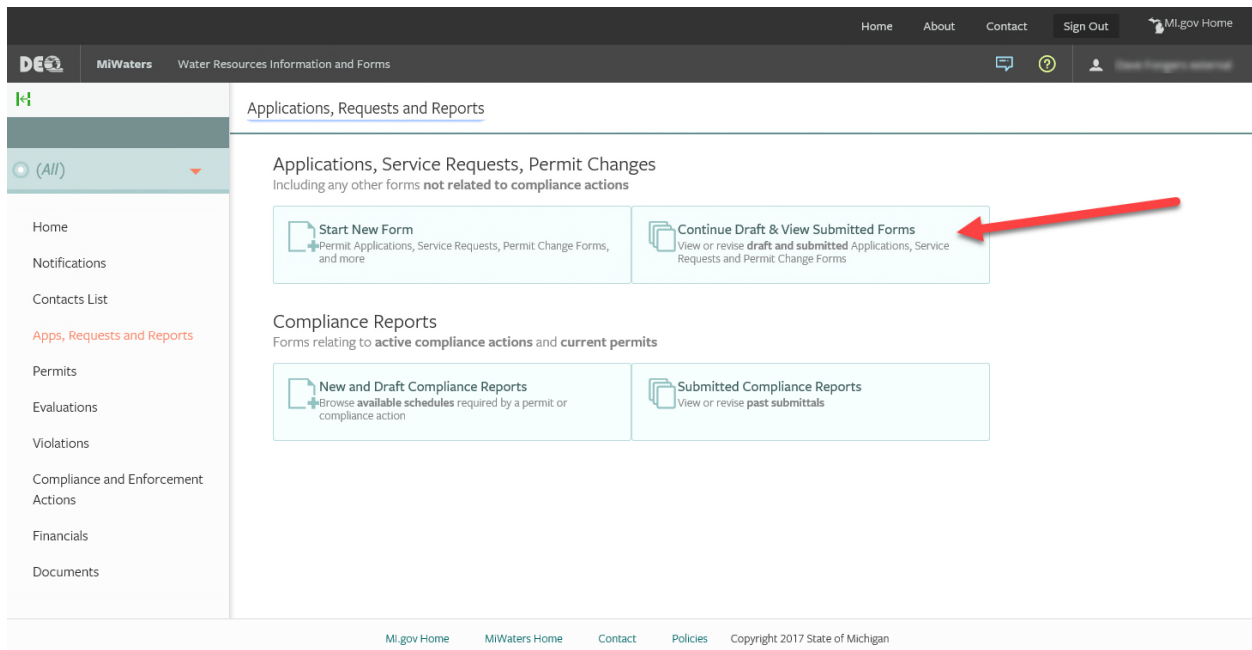 Home About Contact Sign Out MI.gov Home
DEQ MiWaters Water Resources Information and Forms
Applications, Requests and Reports
(All)
Home
Notifications
Contacts List
Apps, Requests and Reports
Permits
Evaluations
Violations
Compliance and Enforcement
Actions
Financials
Documents
Applications, Service Requests, Permit Changes
Including any other forms not related to compliance actions
Start New Form
Permit Applications, Service Requests, Permit Change Forms,
and more
Continue Draft & View Submitted Forms
View or revise draft and submitted Applications, Service
Requests and Permit Change Forms
Compliance Reports
Forms relating to active compliance actions and current permits
New and Draft Compliance Reports
Browse available schedules required by a permit or
compliance action
Submitted Compliance Reports
View or revise past submittals
MI.gov Home MiWaters Home Contact Policies Copyright 2017 State of Michigan